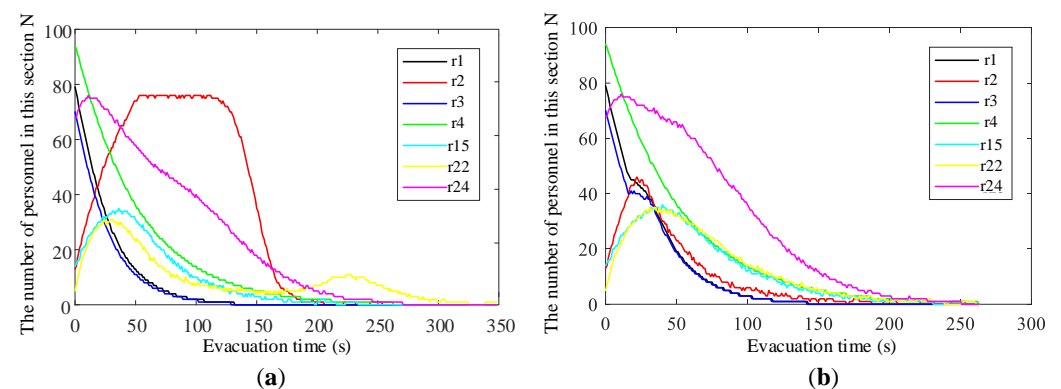 The number of personnel in this section N
100
80
60
40
20
0
0 50 100 150 200 250 300 350
Evacuation time (s)
r1
r2
r3
r4
r15
r22
r24
(a)
The number of personnel in this section N
100
80
60
40
20
0
0 50 100 150 200 250 300
Evacuation time (s)
r1
r2
r3
r4
r15
r22
r24
(b)